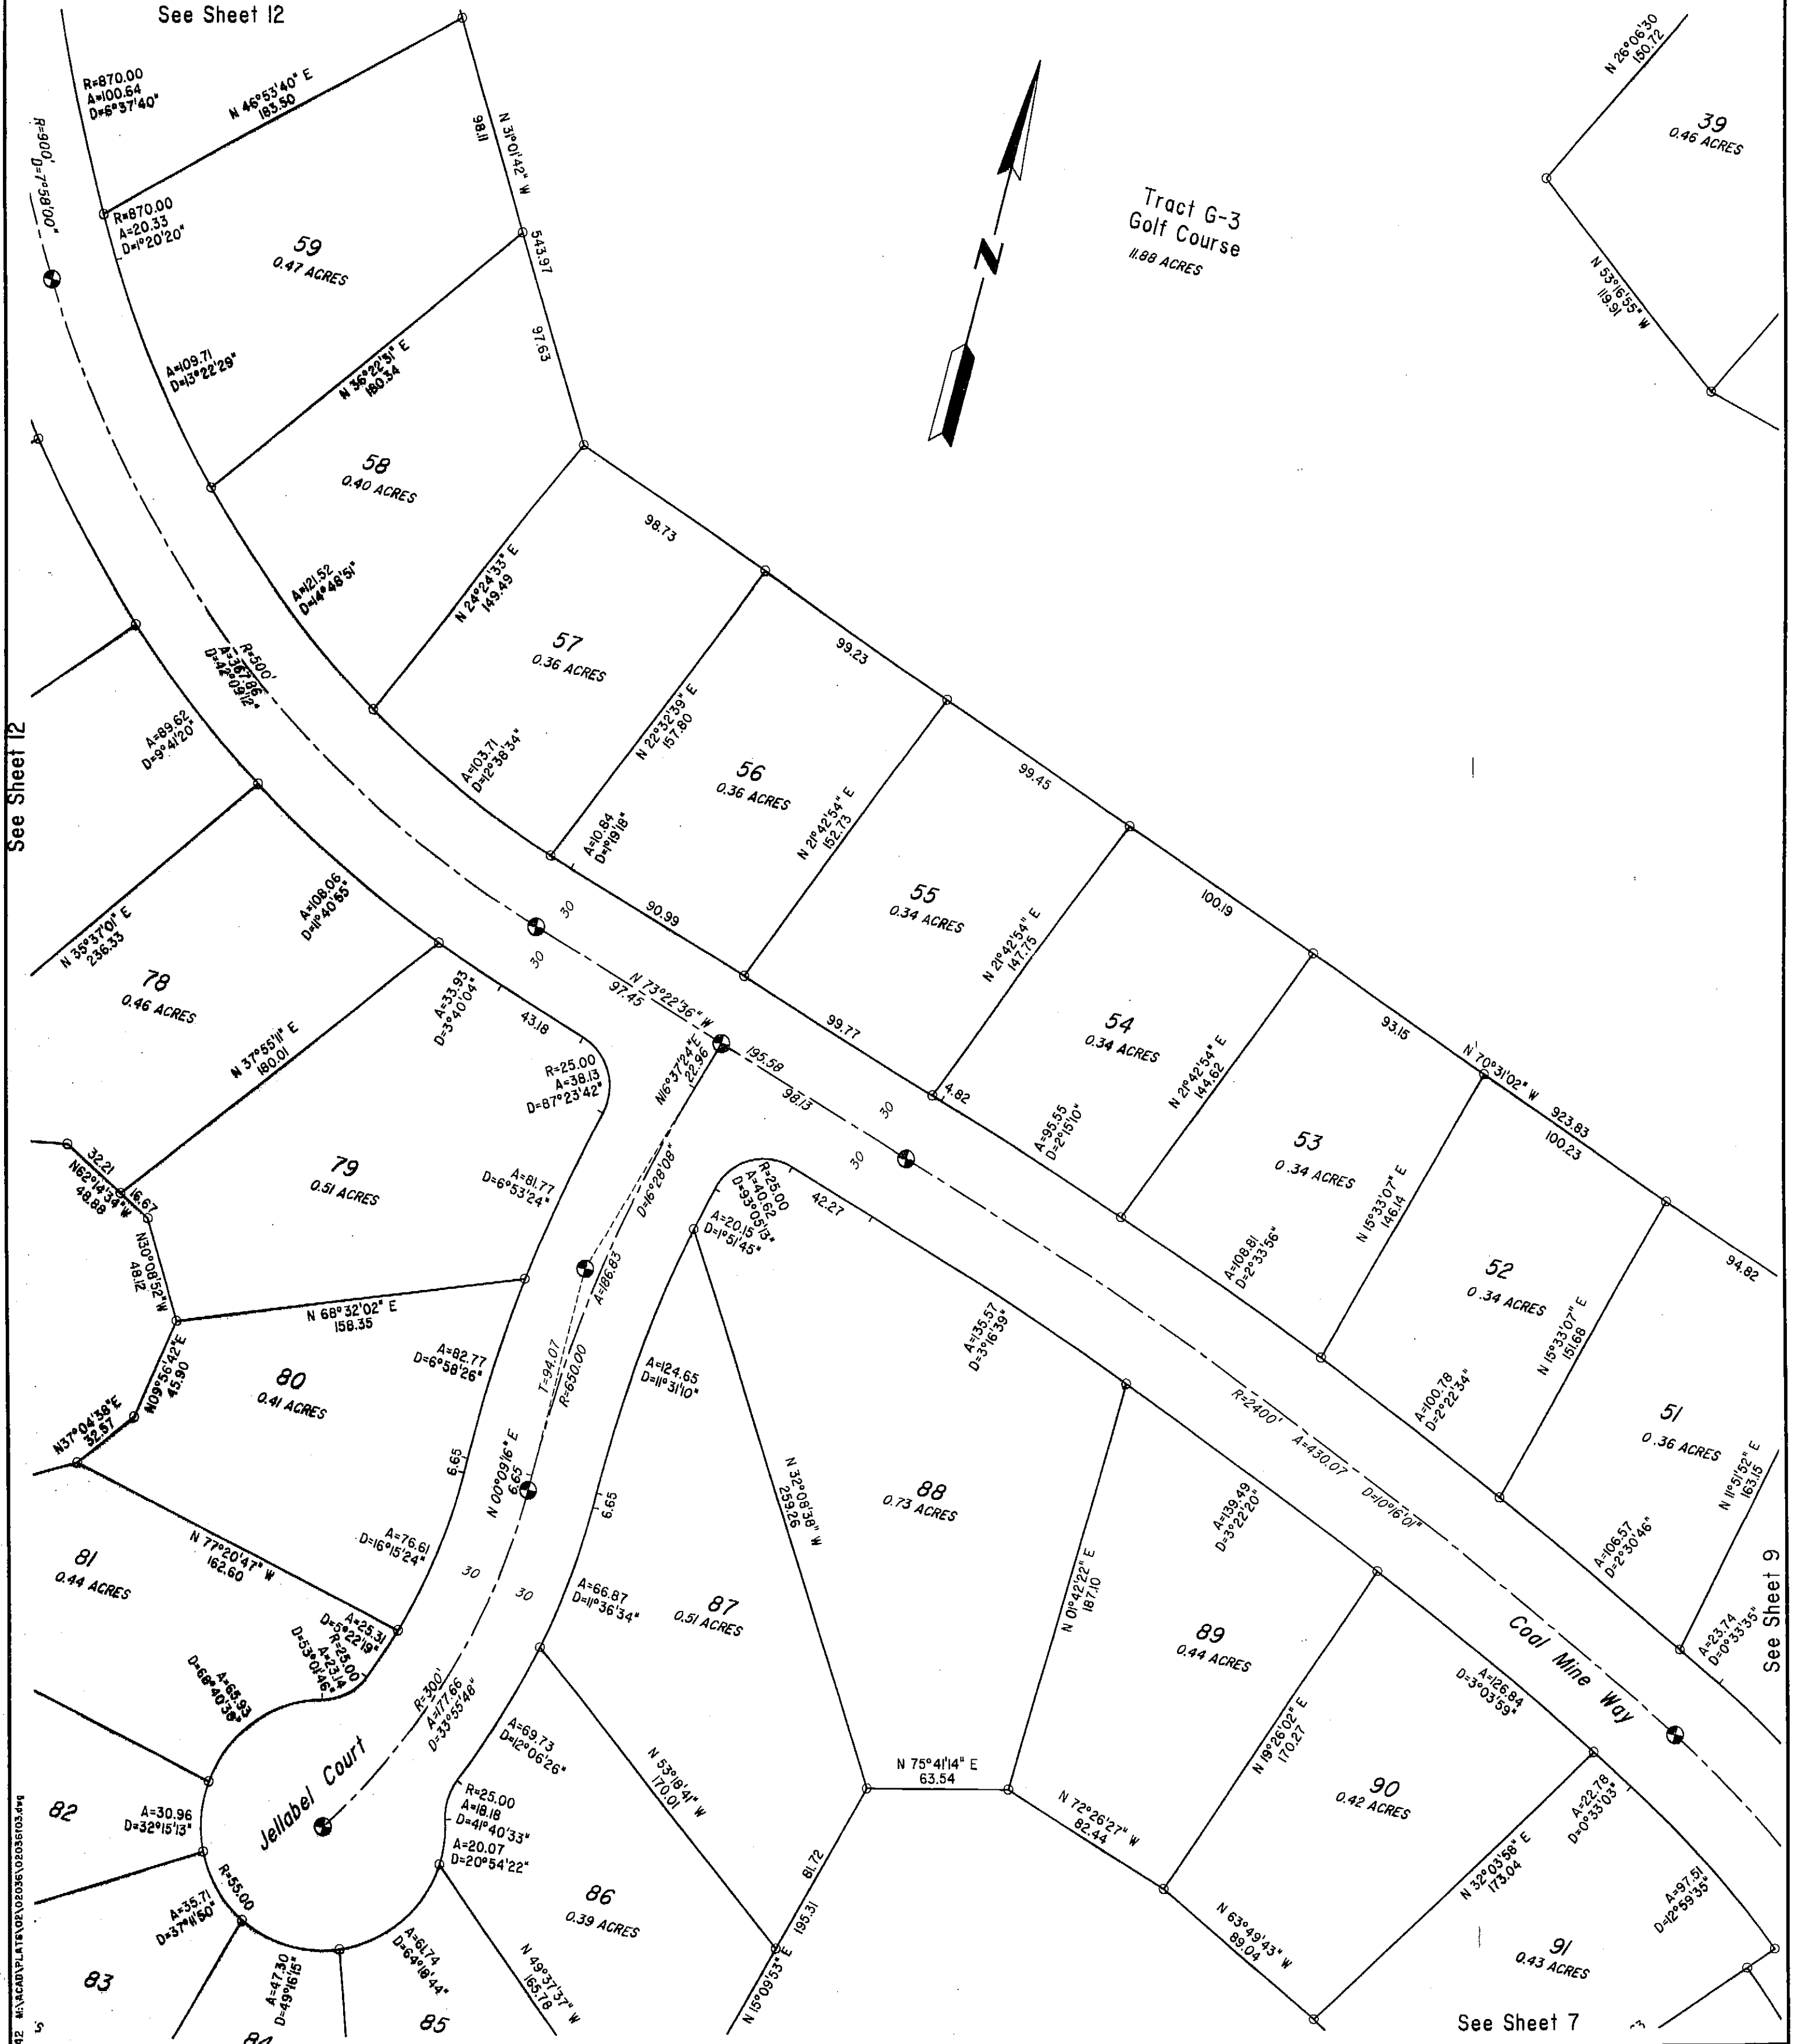 See Sheet 12
R=870.00
A=100.64
D=6°37'40"
N 46°53'40" E
183.50
N 31°01'42" W
98.11
N 26°06'30
150.72
39
0.46 ACRES
R=900'
D=7°58'00"
R=870.00
A=20.33
D=1°20'20"
59
0.47 ACRES
543.97
Tract G-3
Golf Course
11.88 ACRES
N
N 53°16'55" W
119.91
A=109.71
D=13°22'29"
N 36°22'31" E
180.34
97.63
58
0.40 ACRES
98.73
A=121.52
D=14°48'51"
N 24°24'33" E
149.49
57
0.36 ACRES
99.23
R=500'
A=367.86
D=42°09'12"
See Sheet 12
A=89.62
D=9°41'20"
A=103.71
D=12°38'34"
N 22°32'39" E
157.80
56
0.36 ACRES
99.45
A=10.84
D=1°19'18"
N 21°42'54" E
152.73
55
0.34 ACRES
100.19
N 35°37'01" E
236.33
A=108.06
D=11°40'55"
30
90.99
30
N 21°42'54" E
147.75
78
0.46 ACRES
A=33.93
D=3°40'04"
43.18
N 73°22'36" W
97.45
99.77
54
0.34 ACRES
93.15
N 70°31'02" W
923.83
N 37°55'11" E
180.01
R=25.00
A=38.13
D=87°23'42"
N16°37'24"E
22.96
195.58
98.13
30
4.82
N 21°42'54" E
144.62
100.23
32.21
N62°14'34"W
48.88
16.67
79
0.51 ACRES
A=81.77
D=6°53'24"
D=16°28'08"
30
A=95.55
D=2°15'10"
53
0.34 ACRES
N 15°33'07" E
146.14
R=25.00
A=40.62
D=93°05'13"
42.27
A=20.15
D=1°51'45"
N30°08'52"W
48.12
N 68°32'02" E
158.35
A=186.83
A=108.81
D=2°33'56"
52
0.34 ACRES
94.82
N09°56'42"E
45.90
80
0.41 ACRES
A=82.77
D=6°58'26"
T=94.07
R=650.00
A=124.65
D=11°31'10"
A=135.57
D=3°16'39"
N 15°33'07" E
151.68
N37°04'38"E
32.57
6.65
N 00°09'16" E
6.65
6.65
N 32°08'38" W
259.26
88
0.73 ACRES
R=2400'
A=430.07
D=10°16'01"
A=100.78
D=2°22'34"
51
0.36 ACRES
N 11°51'52" E
163.15
N 77°20'47" W
162.60
A=76.61
D=16°15'24"
A=139.49
D=3°22'20"
81
0.44 ACRES
30
30
A=66.87
D=11°36'34"
87
0.51 ACRES
N 01°42'22" E
187.10
89
0.44 ACRES
A=106.57
D=2°30'46"
A=23.74
D=0°33'35"
See Sheet 9
Coal Mine Way
A=25.31
D=5°22'19"
R=25.00
A=23.14
D=53°01'46"
A=65.93
D=68°40'38"
R=300'
A=177.66
D=33°55'48"
A=126.84
D=3°03'59"
A=69.73
D=12°06'26"
N 53°18'41" W
170.01
N 75°41'14" E
63.54
N 19°26'02" E
170.27
90
0.42 ACRES
82
A=30.96
D=32°15'13"
Jellabel Court
R=25.00
A=18.18
D=41°40'33"
A=20.07
D=20°54'22"
N 72°26'27" W
82.44
A=22.78
D=0°33'03"
R=55.00
81.72
195.31
N 32°03'58" E
173.04
A=97.51
D=12°59'35"
A=35.71
D=37°11'50"
86
0.39 ACRES
N 63°49'43" W
89.04
83
A=47.30
D=49°16'15"
A=61.74
D=64°18'44"
N 49°37'37" W
165.78
N 15°09'53" E
91
0.43 ACRES
84
85
See Sheet 7
42 M:\ACAD\PLATS\02\02036\02036f03.dwg